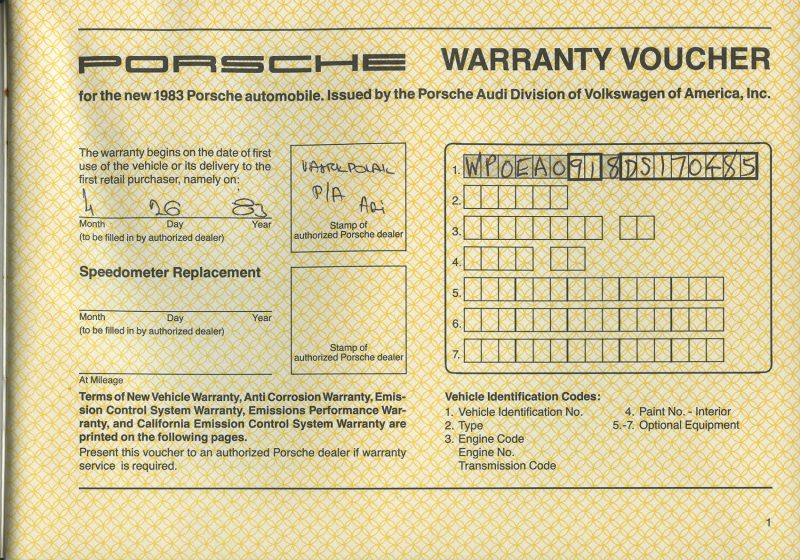 PORSCHE WARRANTY VOUCHER
for the new 1983 Porsche automobile. Issued by the Porsche Audi Division of Volkswagen of America, Inc.
The warranty begins on the date of first
use of the vehicle or its delivery to the
first retail purchaser, namely on:
4 26 83
Month Day Year
(to be filled in by authorized dealer)
P/A
Stamp of
authorized Porsche dealer
Speedometer Replacement
Month Day Year
(to be filled in by authorized dealer)
At Mileage
Stamp of
authorized Porsche dealer
Terms of New Vehicle Warranty, Anti Corrosion Warranty, Emis-
sion Control System Warranty, Emissions Performance War-
ranty, and California Emission Control System Warranty are
printed on the following pages.
Present this voucher to an authorized Porsche dealer if warranty
service is required.
1. WP0EA0918DS170485
2.
3.
4.
5.
6.
7.
Vehicle Identification Codes:
1. Vehicle Identification No.
2. Type
3. Engine Code
Engine No.
Transmission Code
4. Paint No. - Interior
5.-7. Optional Equipment
1